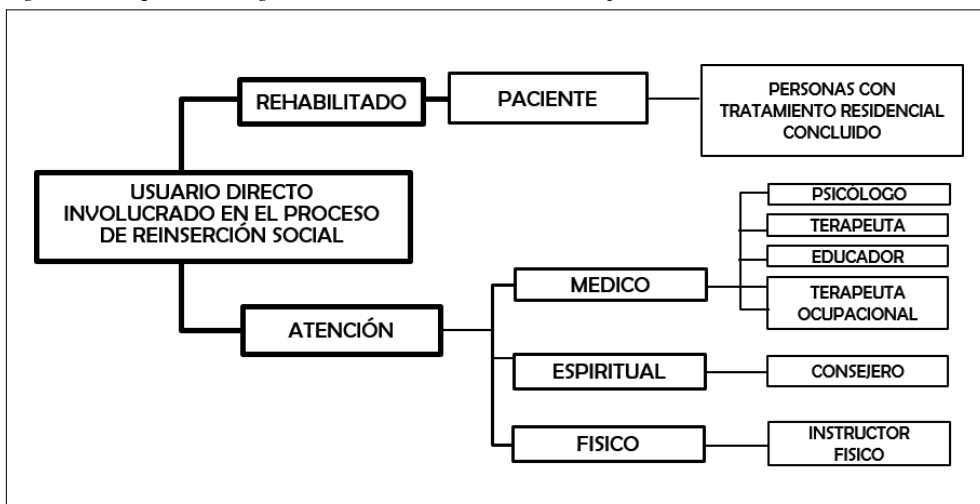 REHABILITADO
PACIENTE
PERSONAS CON
TRATAMIENTO RESIDENCIAL
CONCLUIDO
USUARIO DIRECTO
INVOLUCRADO EN EL PROCESO
DE REINSERCIÓN SOCIAL
ATENCIÓN
MEDICO
PSICÓLOGO
TERAPEUTA
EDUCADOR
TERAPEUTA
OCUPACIONAL
ESPIRITUAL
CONSEJERO
FISICO
INSTRUCTOR
FISICO